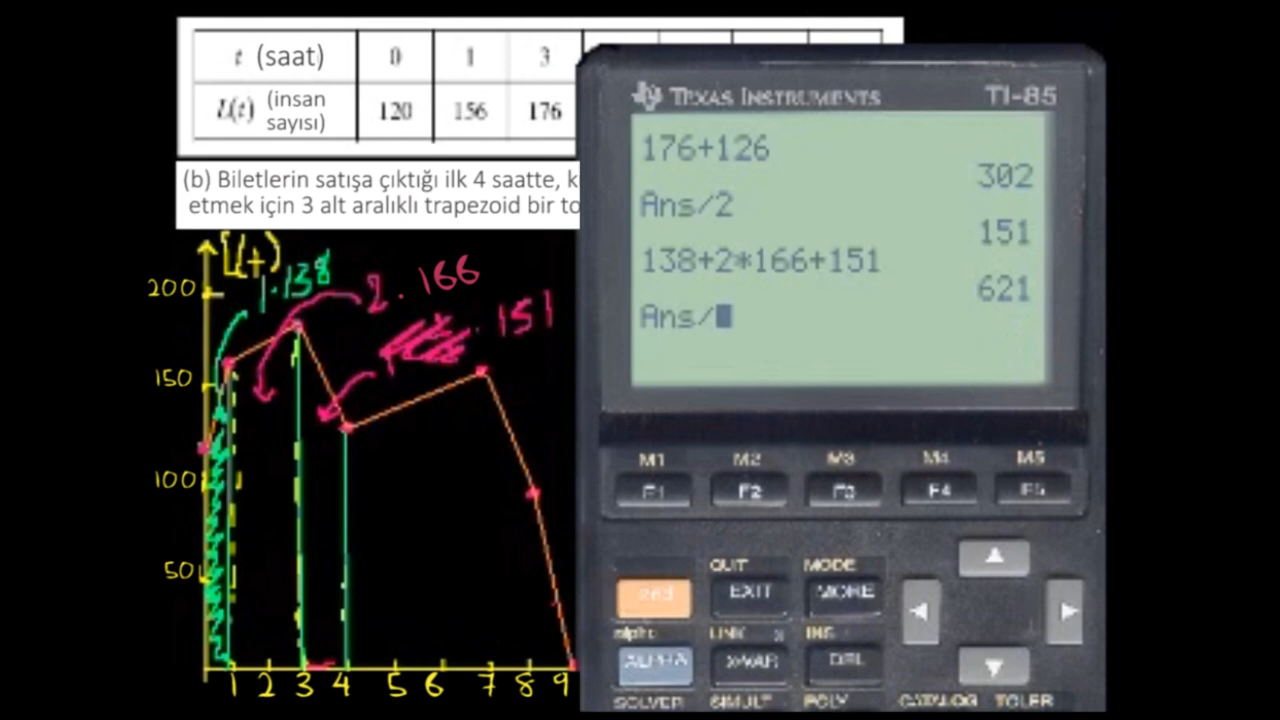 t (saat) 0 1 3
L(t) (insan sayısı) 120 156 176
(b) Biletlerin satışa çıktığı ilk 4 saatte,
etmek için 3 alt aralıklı trapezoid bir
L(t)
200
150
100
50
1.138
2.166
. 151
1 2 3 4 5 6 7 8 9
TEXAS INSTRUMENTS TI-85
176+126
302
Ans/2
151
138+2*166+151
621
Ans/
M1 M2 M3 M4 M5
F1 F2 F3 F4 F5
QUIT MODE
2nd EXIT MORE
alpha LINK x INS
ALPHA x-VAR DEL
SOLVER SIMULT POLY CATALOG TOLER